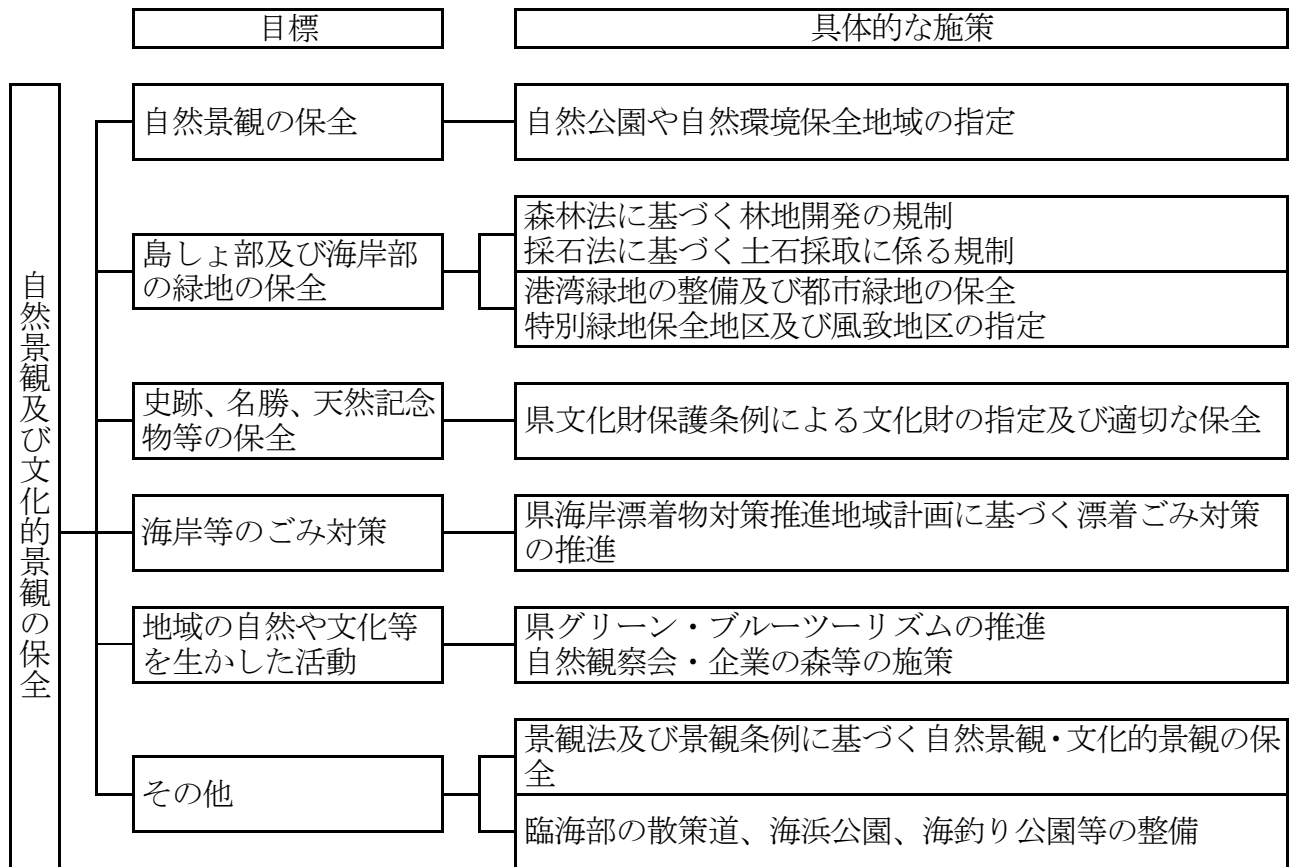 目標
具体的な施策
自然景観及び文化的景観の保全
自然景観の保全
自然公園や自然環境保全地域の指定
島しょ部及び海岸部
の緑地の保全
森林法に基づく林地開発の規制
採石法に基づく土石採取に係る規制
港湾緑地の整備及び都市緑地の保全
特別緑地保全地区及び風致地区の指定
史跡、名勝、天然記念
物等の保全
県文化財保護条例による文化財の指定及び適切な保全
海岸等のごみ対策
県海岸漂着物対策推進地域計画に基づく漂着ごみ対策
の推進
地域の自然や文化等
を生かした活動
県グリーン・ブルーツーリズムの推進
自然観察会・企業の森等の施策
その他
景観法及び景観条例に基づく自然景観・文化的景観の保
全
臨海部の散策道、海浜公園、海釣り公園等の整備